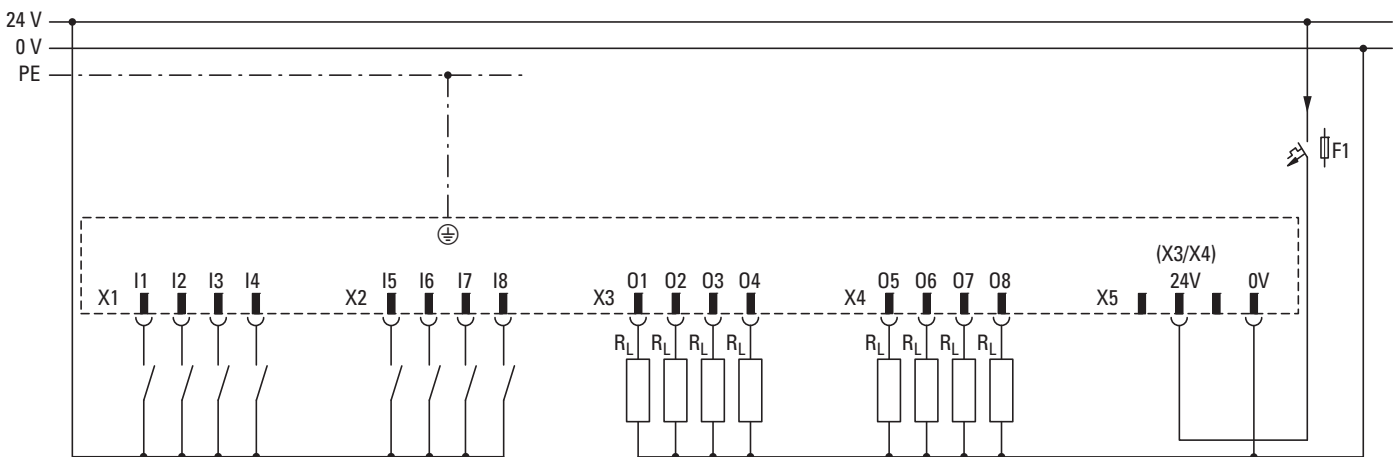 24 V
0 V
PE
F1
(X3/X4)
X1 I1 I2 I3 I4 X2 I5 I6 I7 I8 X3 O1 O2 O3 O4 X4 O5 O6 O7 O8 X5 24V 0V
RL RL RL RL RL RL RL RL